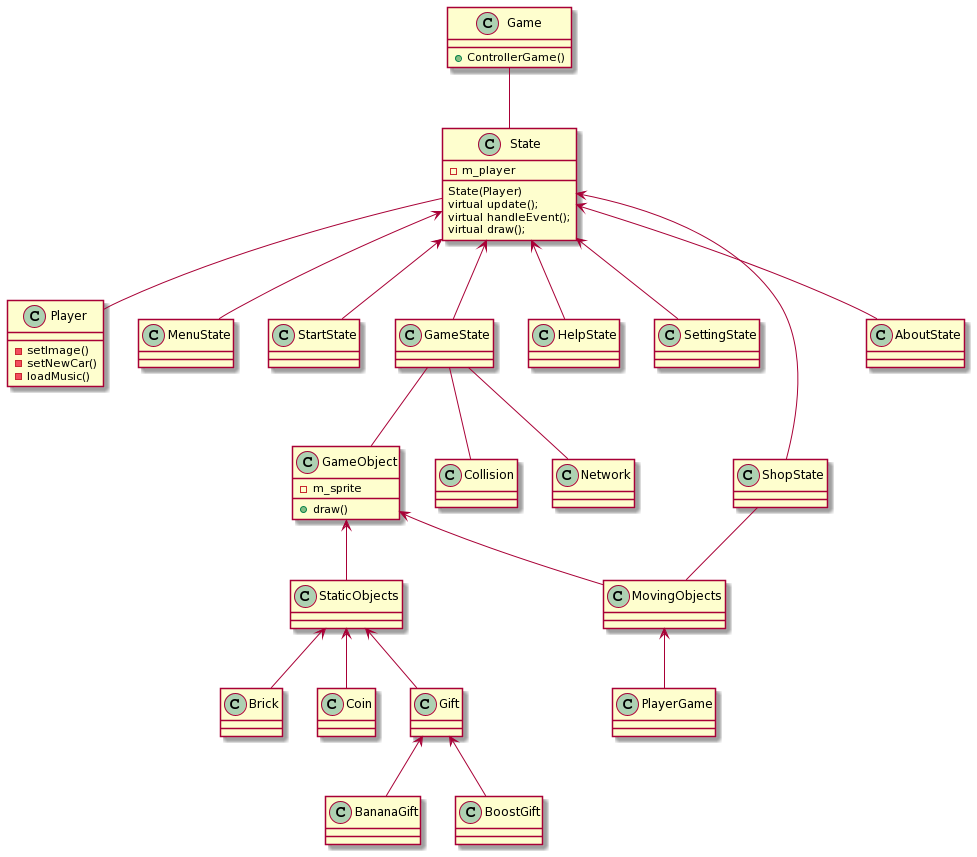 C Game
ControllerGame()
C State
m_player
State(Player)
virtual update();
virtual handleEvent();
virtual draw();
C Player
setImage()
setNewCar()
loadMusic()
C MenuState
C StartState
C GameState
C HelpState
C SettingState
C AboutState
C GameObject
m_sprite
draw()
C Collision
C Network
C ShopState
C StaticObjects
C MovingObjects
C Brick
C Coin
C Gift
C PlayerGame
C BananaGift
C BoostGift